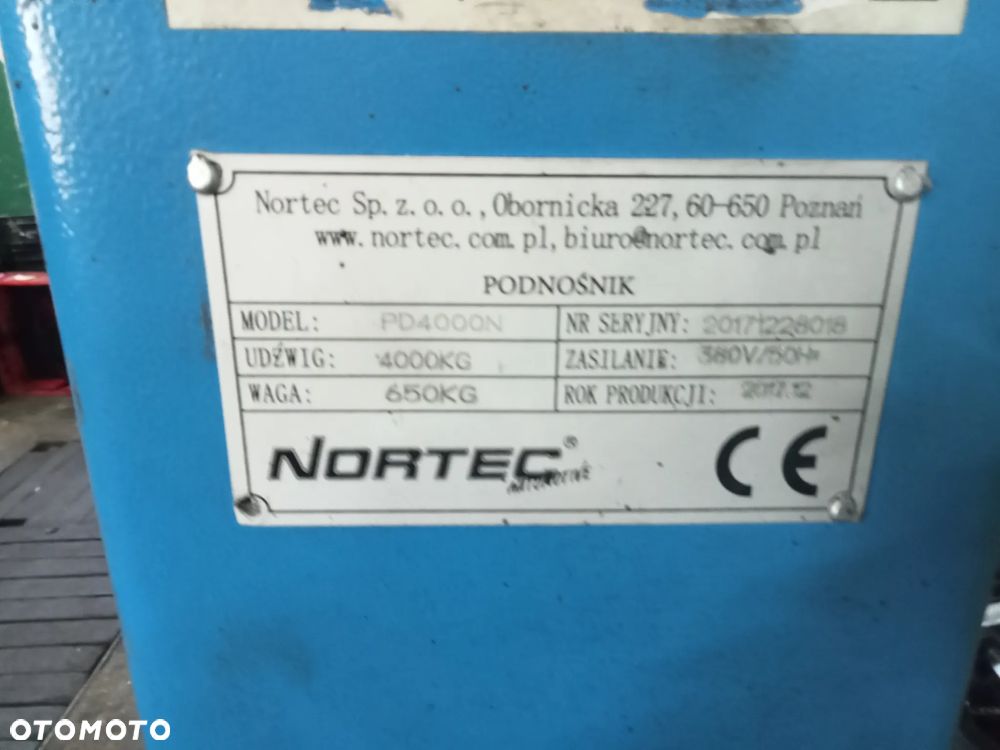 Nortec Sp. z. o. o., Obornicka 227, 60-650 Poznań
www.nortec.com.pl, biuro@nortec.com.pl
PODNOŚNIK
MODEL: PD4000N NR SERYJNY: 20171228018
UDŹWIG: 4000KG ZASILANIE: 380V/50Hz
WAGA: 650KG ROK PRODUKCJI: 2017.12
NORTEC® AUTOMOTIVE CE
OTOMOTO